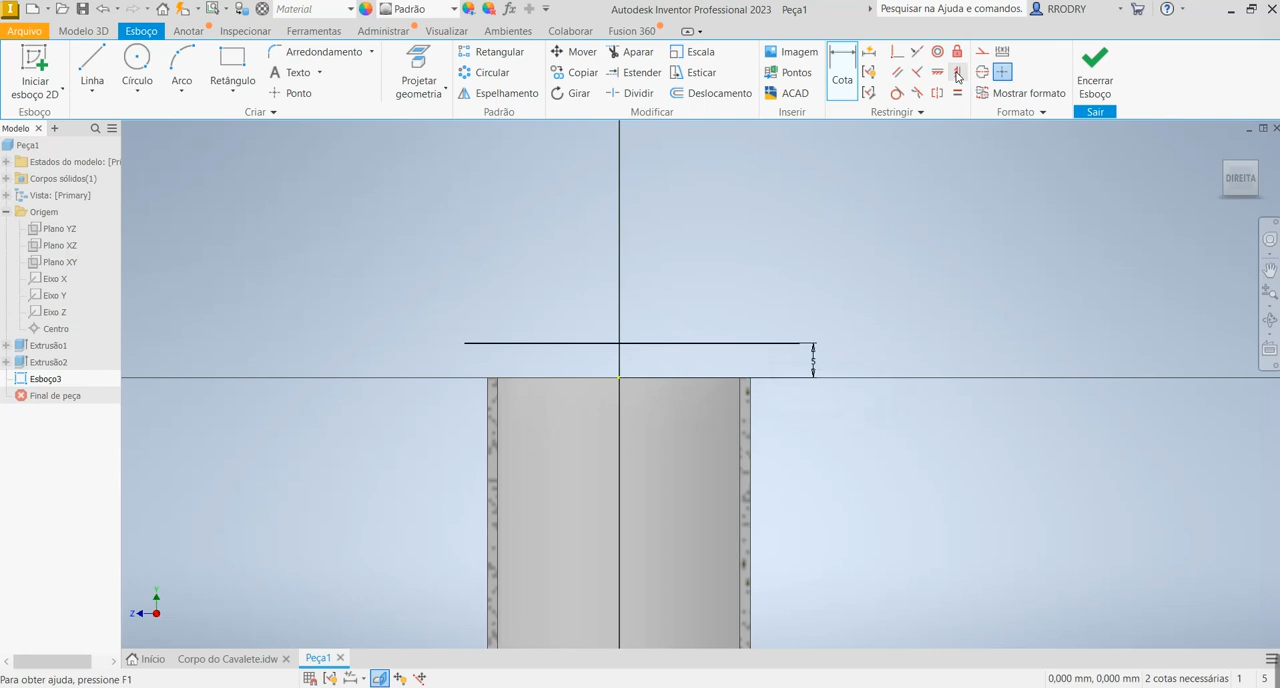 Material
Padrão
Autodesk Inventor Professional 2023 Peça1
Pesquisar na Ajuda e comandos.
RRODRY
Arquivo
Modelo 3D
Esboço
Anotar
Inspecionar
Ferramentas
Administrar
Visualizar
Ambientes
Colaborar
Fusion 360
Iniciar
esboço 2D
Linha
Círculo
Arco
Retângulo
Arredondamento
Texto
Ponto
Projetar
geometria
Retangular
Circular
Espelhamento
Mover
Copiar
Girar
Aparar
Estender
Dividir
Escala
Esticar
Deslocamento
Imagem
Pontos
ACAD
Cota
Mostrar formato
Encerrar
Esboço
Esboço
Criar
Padrão
Modificar
Inserir
Restringir
Formato
Sair
Modelo
Peça1
Estados do modelo: [Pri
Corpos sólidos(1)
Vista: [Primary]
Origem
Plano YZ
Plano XZ
Plano XY
Eixo X
Eixo Y
Eixo Z
Centro
Extrusão1
Extrusão2
Esboço3
Final de peça
DIREITA
5
Y
Z
Início
Corpo do Cavalete.idw
Peça1
Para obter ajuda, pressione F1
0,000 mm, 0,000 mm 2 cotas necessárias 1 5